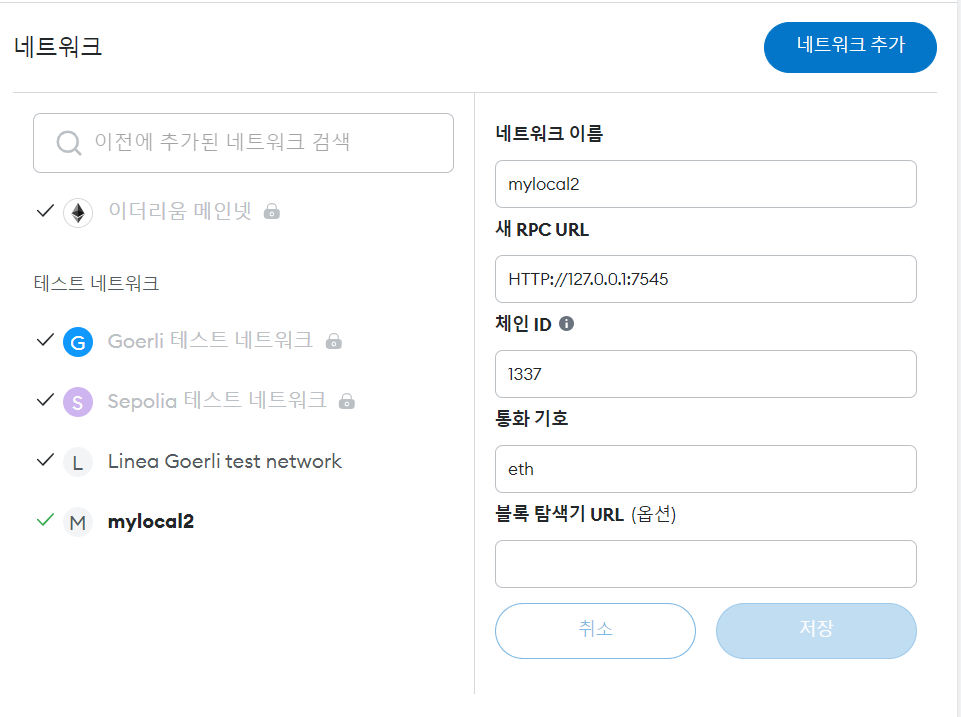 네트워크
네트워크 추가
이전에 추가된 네트워크 검색
이더리움 메인넷
테스트 네트워크
G
Goerli 테스트 네트워크
S
Sepolia 테스트 네트워크
L
Linea Goerli test network
M
mylocal2
네트워크 이름
mylocal2
새 RPC URL
HTTP://127.0.0.1:7545
체인 ID
1337
통화 기호
eth
블록 탐색기 URL (옵션)
취소
저장